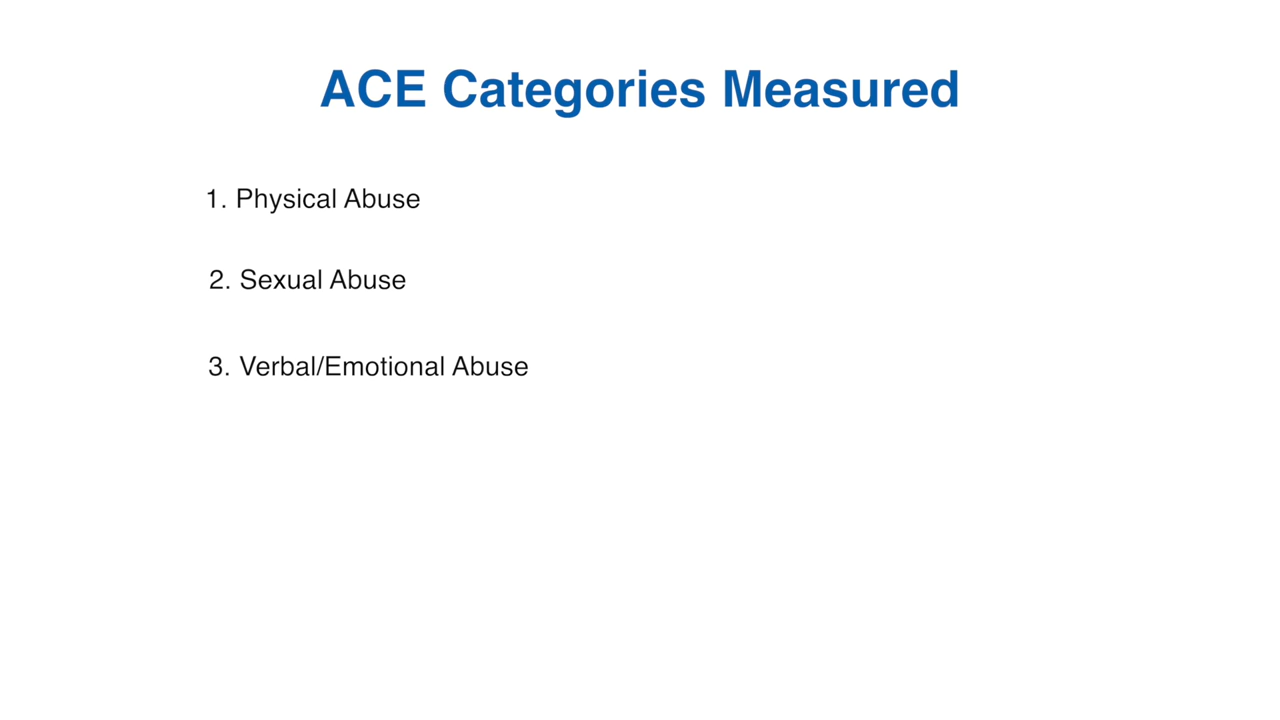 ACE Categories Measured
1. Physical Abuse
2. Sexual Abuse
3. Verbal/Emotional Abuse